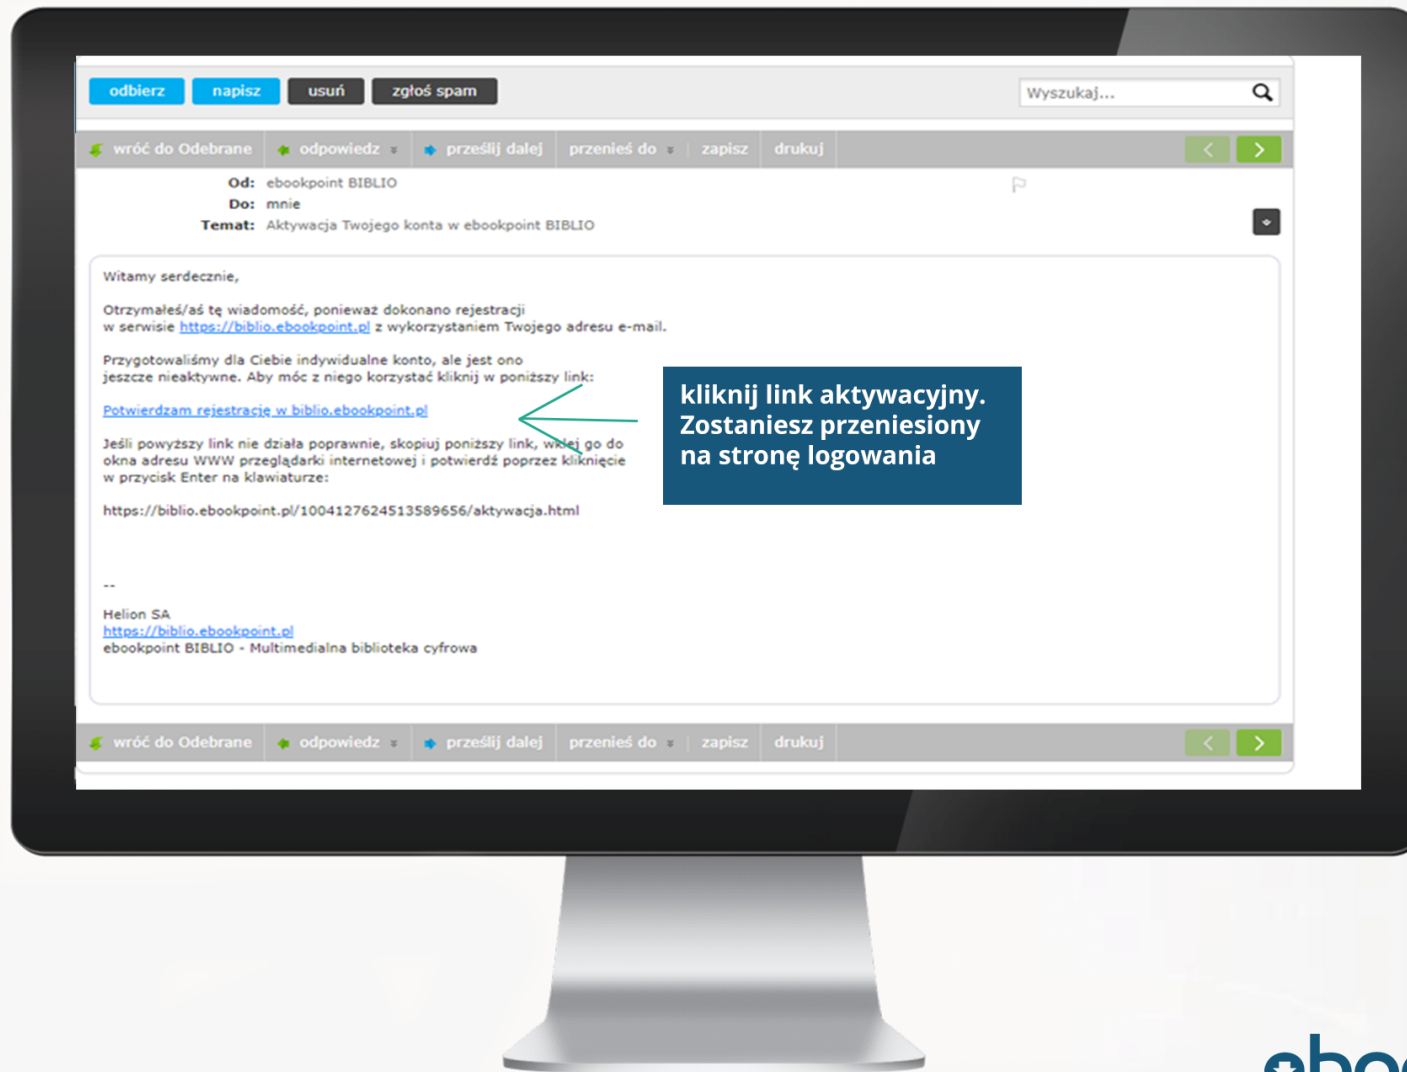 odbierz napisz usuń zgłoś spam Wyszukaj...
wróć do Odebrane odpowiedz prześlij dalej przenieś do zapisz drukuj
Od: ebookpoint BIBLIO
Do: mnie
Temat: Aktywacja Twojego konta w ebookpoint BIBLIO
Witamy serdecznie,
Otrzymałeś/aś tę wiadomość, ponieważ dokonano rejestracji
w serwisie https://biblio.ebookpoint.pl z wykorzystaniem Twojego adresu e-mail.
Przygotowaliśmy dla Ciebie indywidualne konto, ale jest ono
jeszcze nieaktywne. Aby móc z niego korzystać kliknij w poniższy link:
Potwierdzam rejestrację w biblio.ebookpoint.pl
kliknij link aktywacyjny.
Zostaniesz przeniesiony
na stronę logowania
Jeśli powyższy link nie działa poprawnie, skopiuj poniższy link, wklej go do
okna adresu WWW przeglądarki internetowej i potwierdź poprzez kliknięcie
w przycisk Enter na klawiaturze:
https://biblio.ebookpoint.pl/1004127624513589656/aktywacja.html
--
Helion SA
https://biblio.ebookpoint.pl
ebookpoint BIBLIO - Multimedialna biblioteka cyfrowa
wróć do Odebrane odpowiedz prześlij dalej przenieś do zapisz drukuj